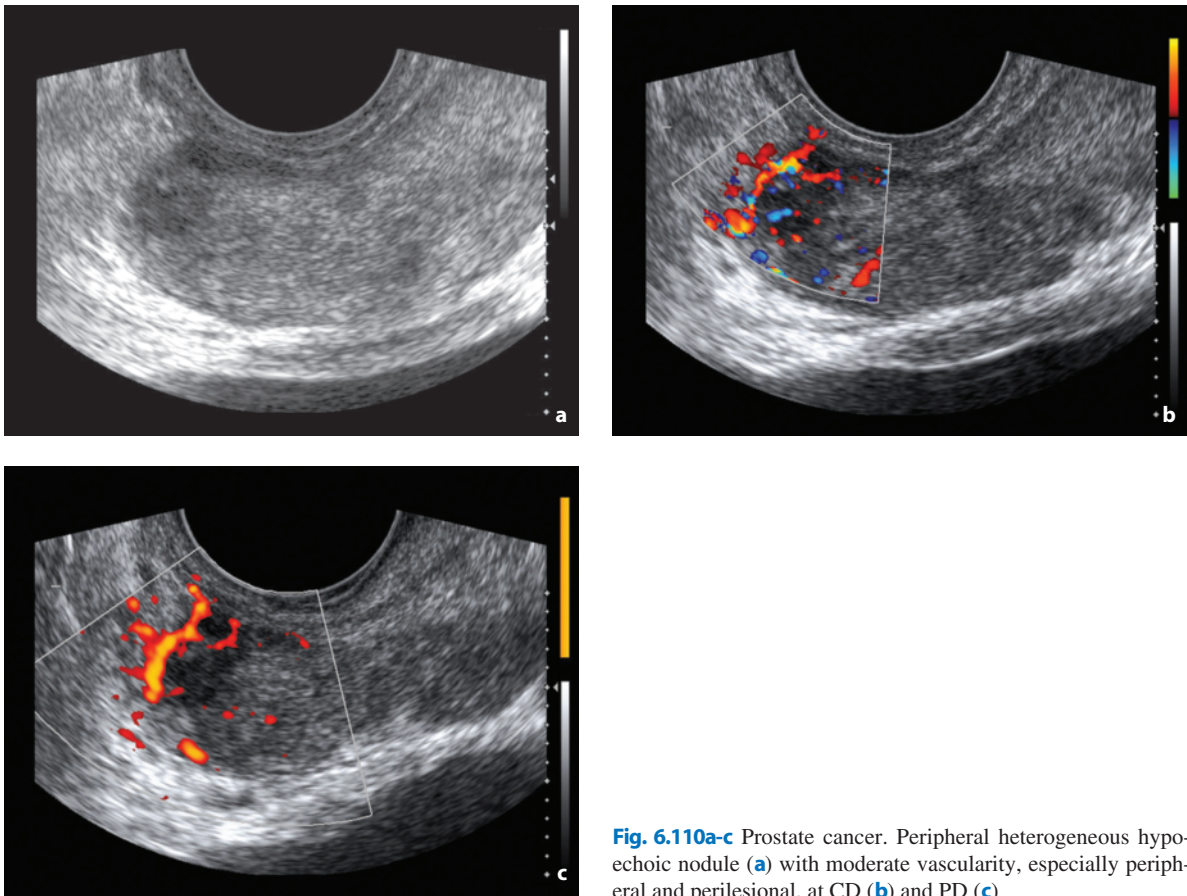 a
b
c
Fig. 6.110a-c Prostate cancer. Peripheral heterogeneous hypo-
echoic nodule (a) with moderate vascularity, especially periph-
eral and perilesional, at CD (b) and PD (c)